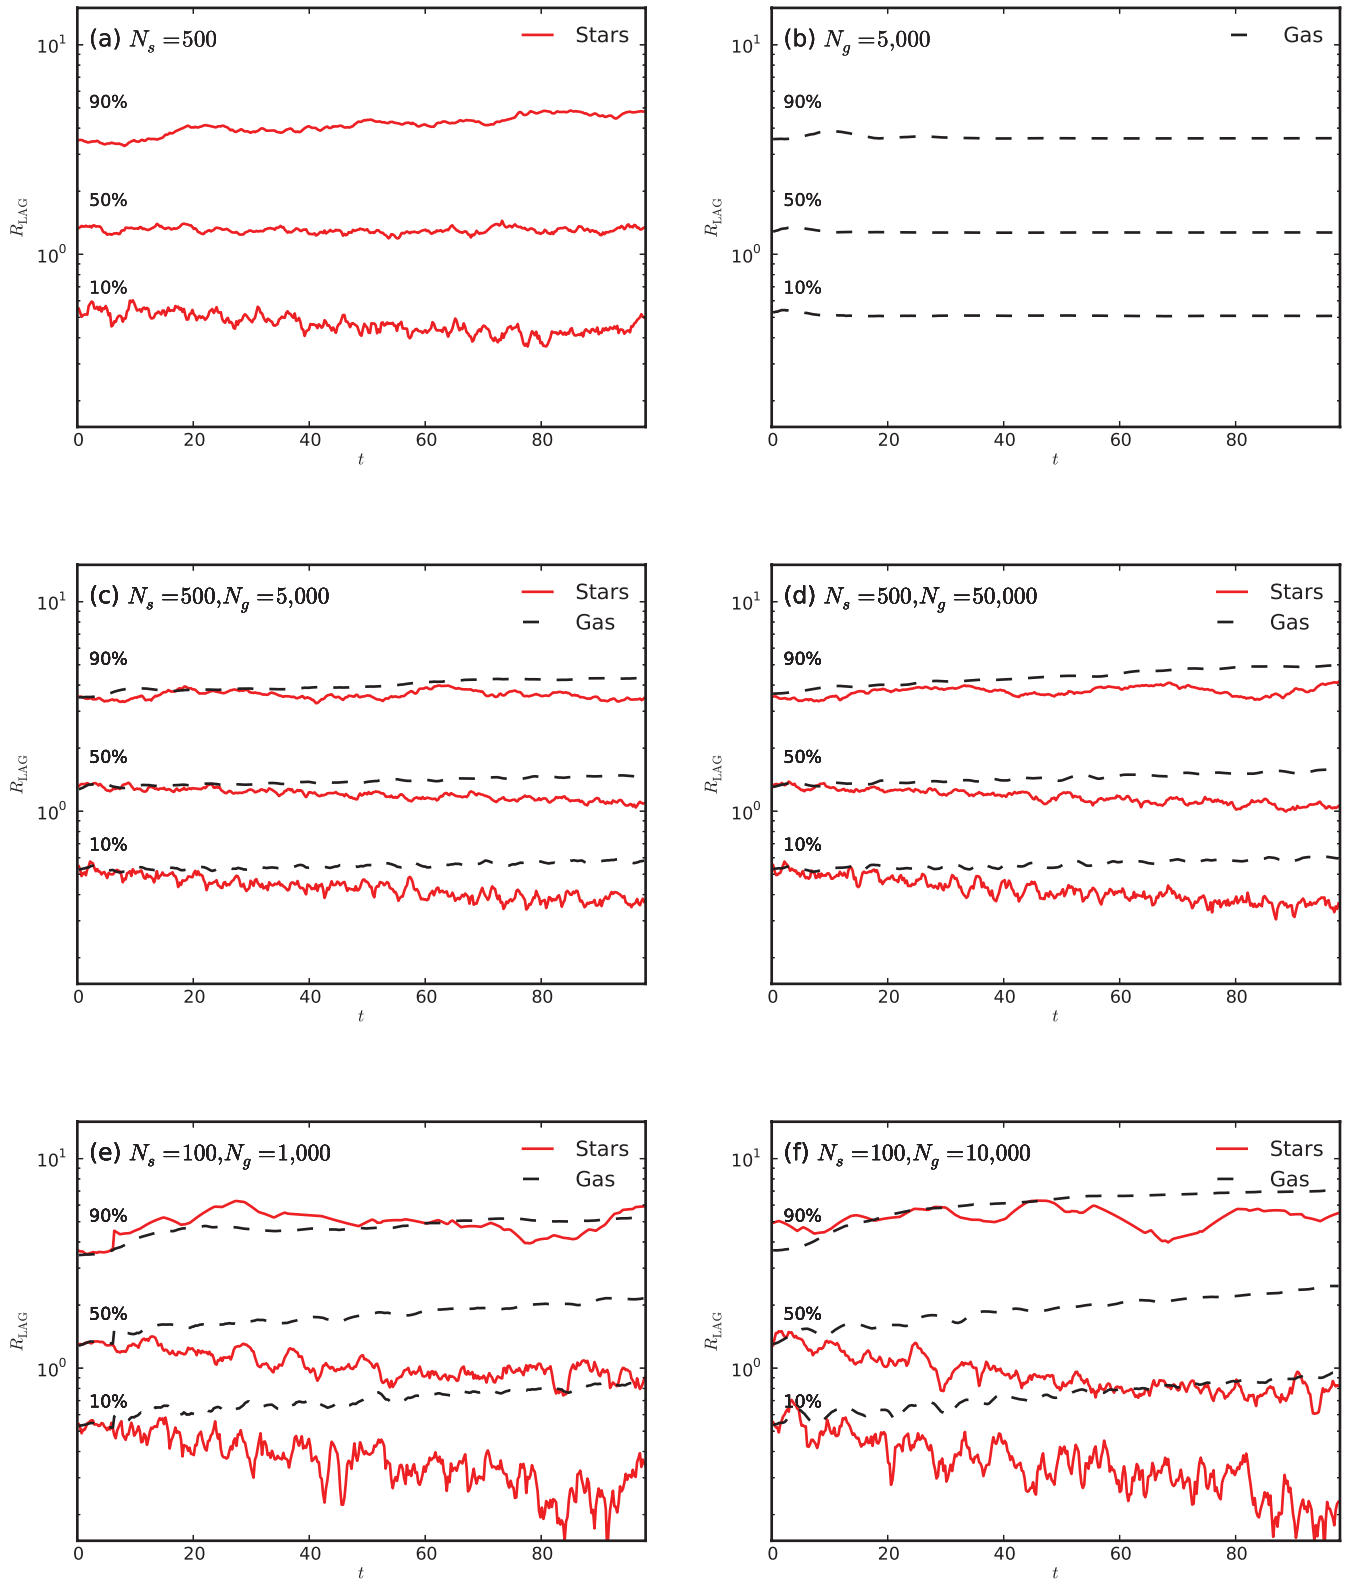 (a) N_s = 500
Stars
10^1
90%
50%
10^0
10%
R_LAG
0 20 40 60 80
t
(b) N_g = 5,000
Gas
10^1
90%
50%
10^0
10%
R_LAG
0 20 40 60 80
t
(c) N_s = 500, N_g = 5,000
Stars
Gas
10^1
90%
50%
10^0
10%
R_LAG
0 20 40 60 80
t
(d) N_s = 500, N_g = 50,000
Stars
Gas
10^1
90%
50%
10^0
10%
R_LAG
0 20 40 60 80
t
(e) N_s = 100, N_g = 1,000
Stars
Gas
10^1
90%
50%
10^0
10%
R_LAG
0 20 40 60 80
t
(f) N_s = 100, N_g = 10,000
Stars
Gas
10^1
90%
50%
10^0
10%
R_LAG
0 20 40 60 80
t